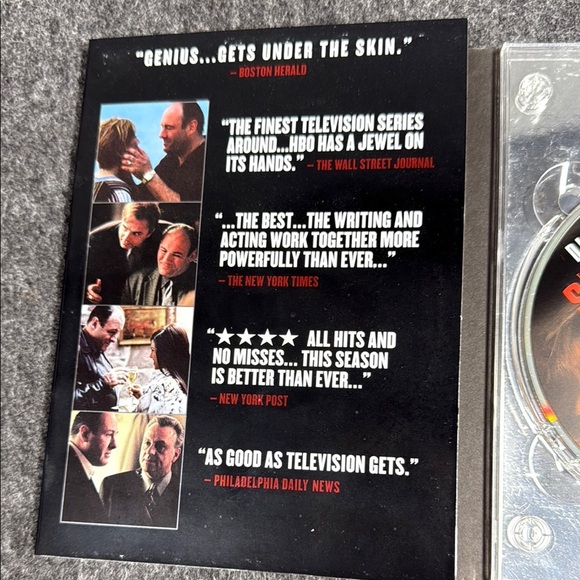 "GENIUS...GETS UNDER THE SKIN."
– BOSTON HERALD
"THE FINEST TELEVISION SERIES
AROUND...HBO HAS A JEWEL ON
ITS HANDS." – THE WALL STREET JOURNAL
"...THE BEST...THE WRITING AND
ACTING WORK TOGETHER MORE
POWERFULLY THAN EVER..."
– THE NEW YORK TIMES
"★★★★ ALL HITS AND
NO MISSES... THIS SEASON
IS BETTER THAN EVER..."
– NEW YORK POST
"AS GOOD AS TELEVISION GETS."
– PHILADELPHIA DAILY NEWS